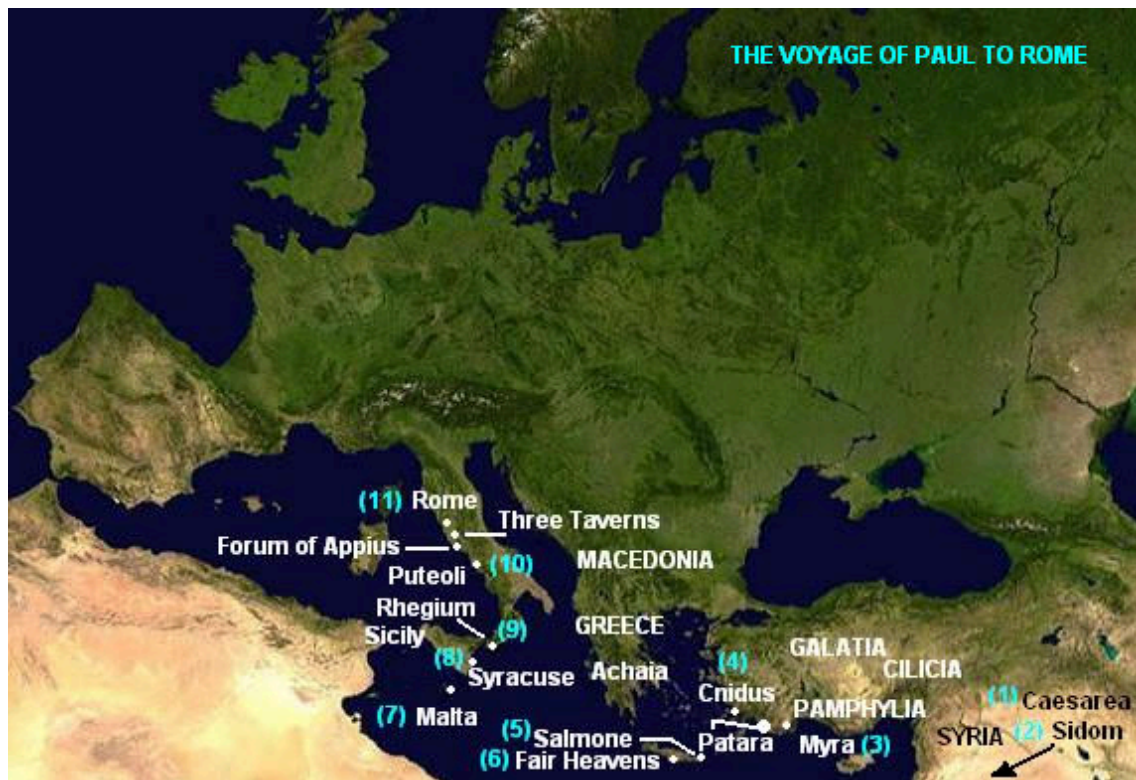 THE VOYAGE OF PAUL TO ROME
(11) Rome
Three Taverns
Forum of Appius
Puteoli (10)
MACEDONIA
Rhegium
Sicily
(9)
GREECE
(8)
Syracuse
Achaia
(4)
Cnidus
GALATIA
CILICIA
(7) Malta
PAMPHYLIA
(1) Caesarea
(5) Salmone
Patara
Myra (3)
SYRIA (2) Sidom
(6) Fair Heavens